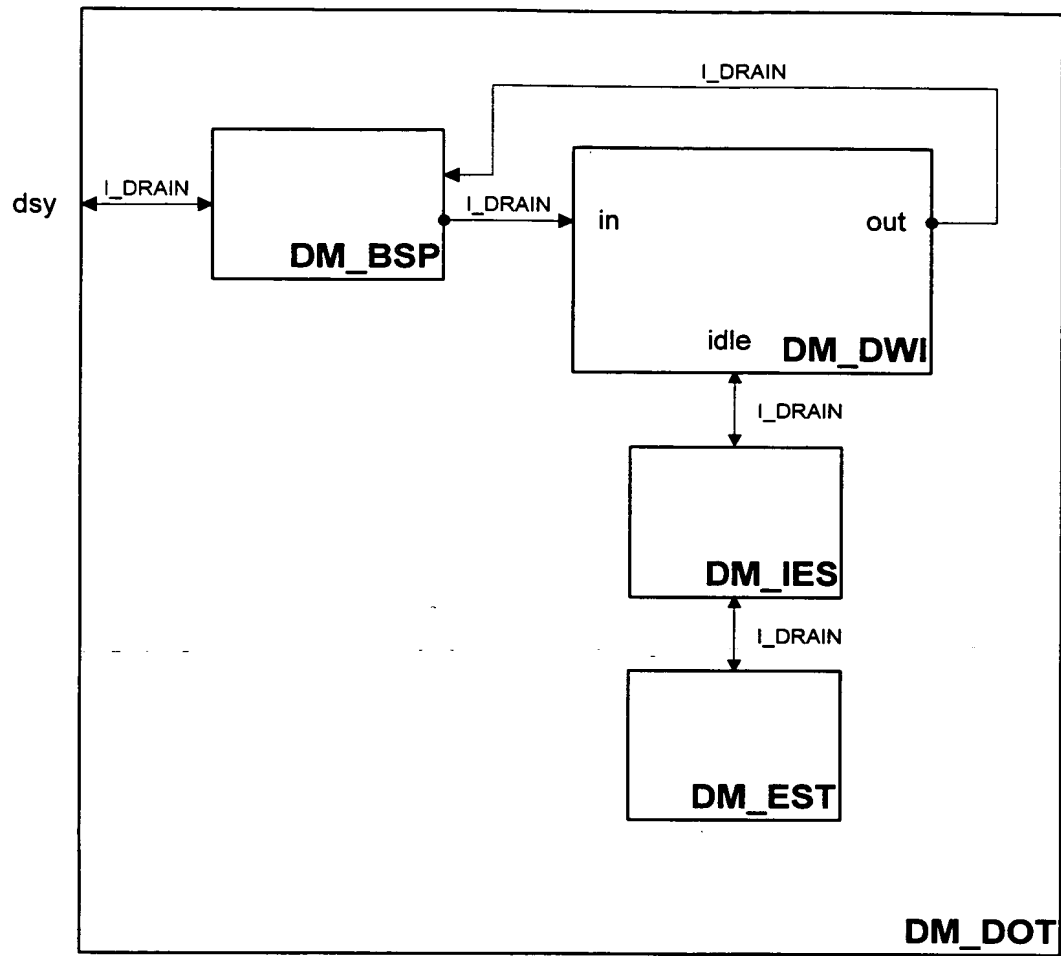 I_DRAIN
dsy
I_DRAIN
I_DRAIN
in
out
DM_BSP
idle
DM_DWI
I_DRAIN
DM_IES
I_DRAIN
DM_EST
DM_DOT